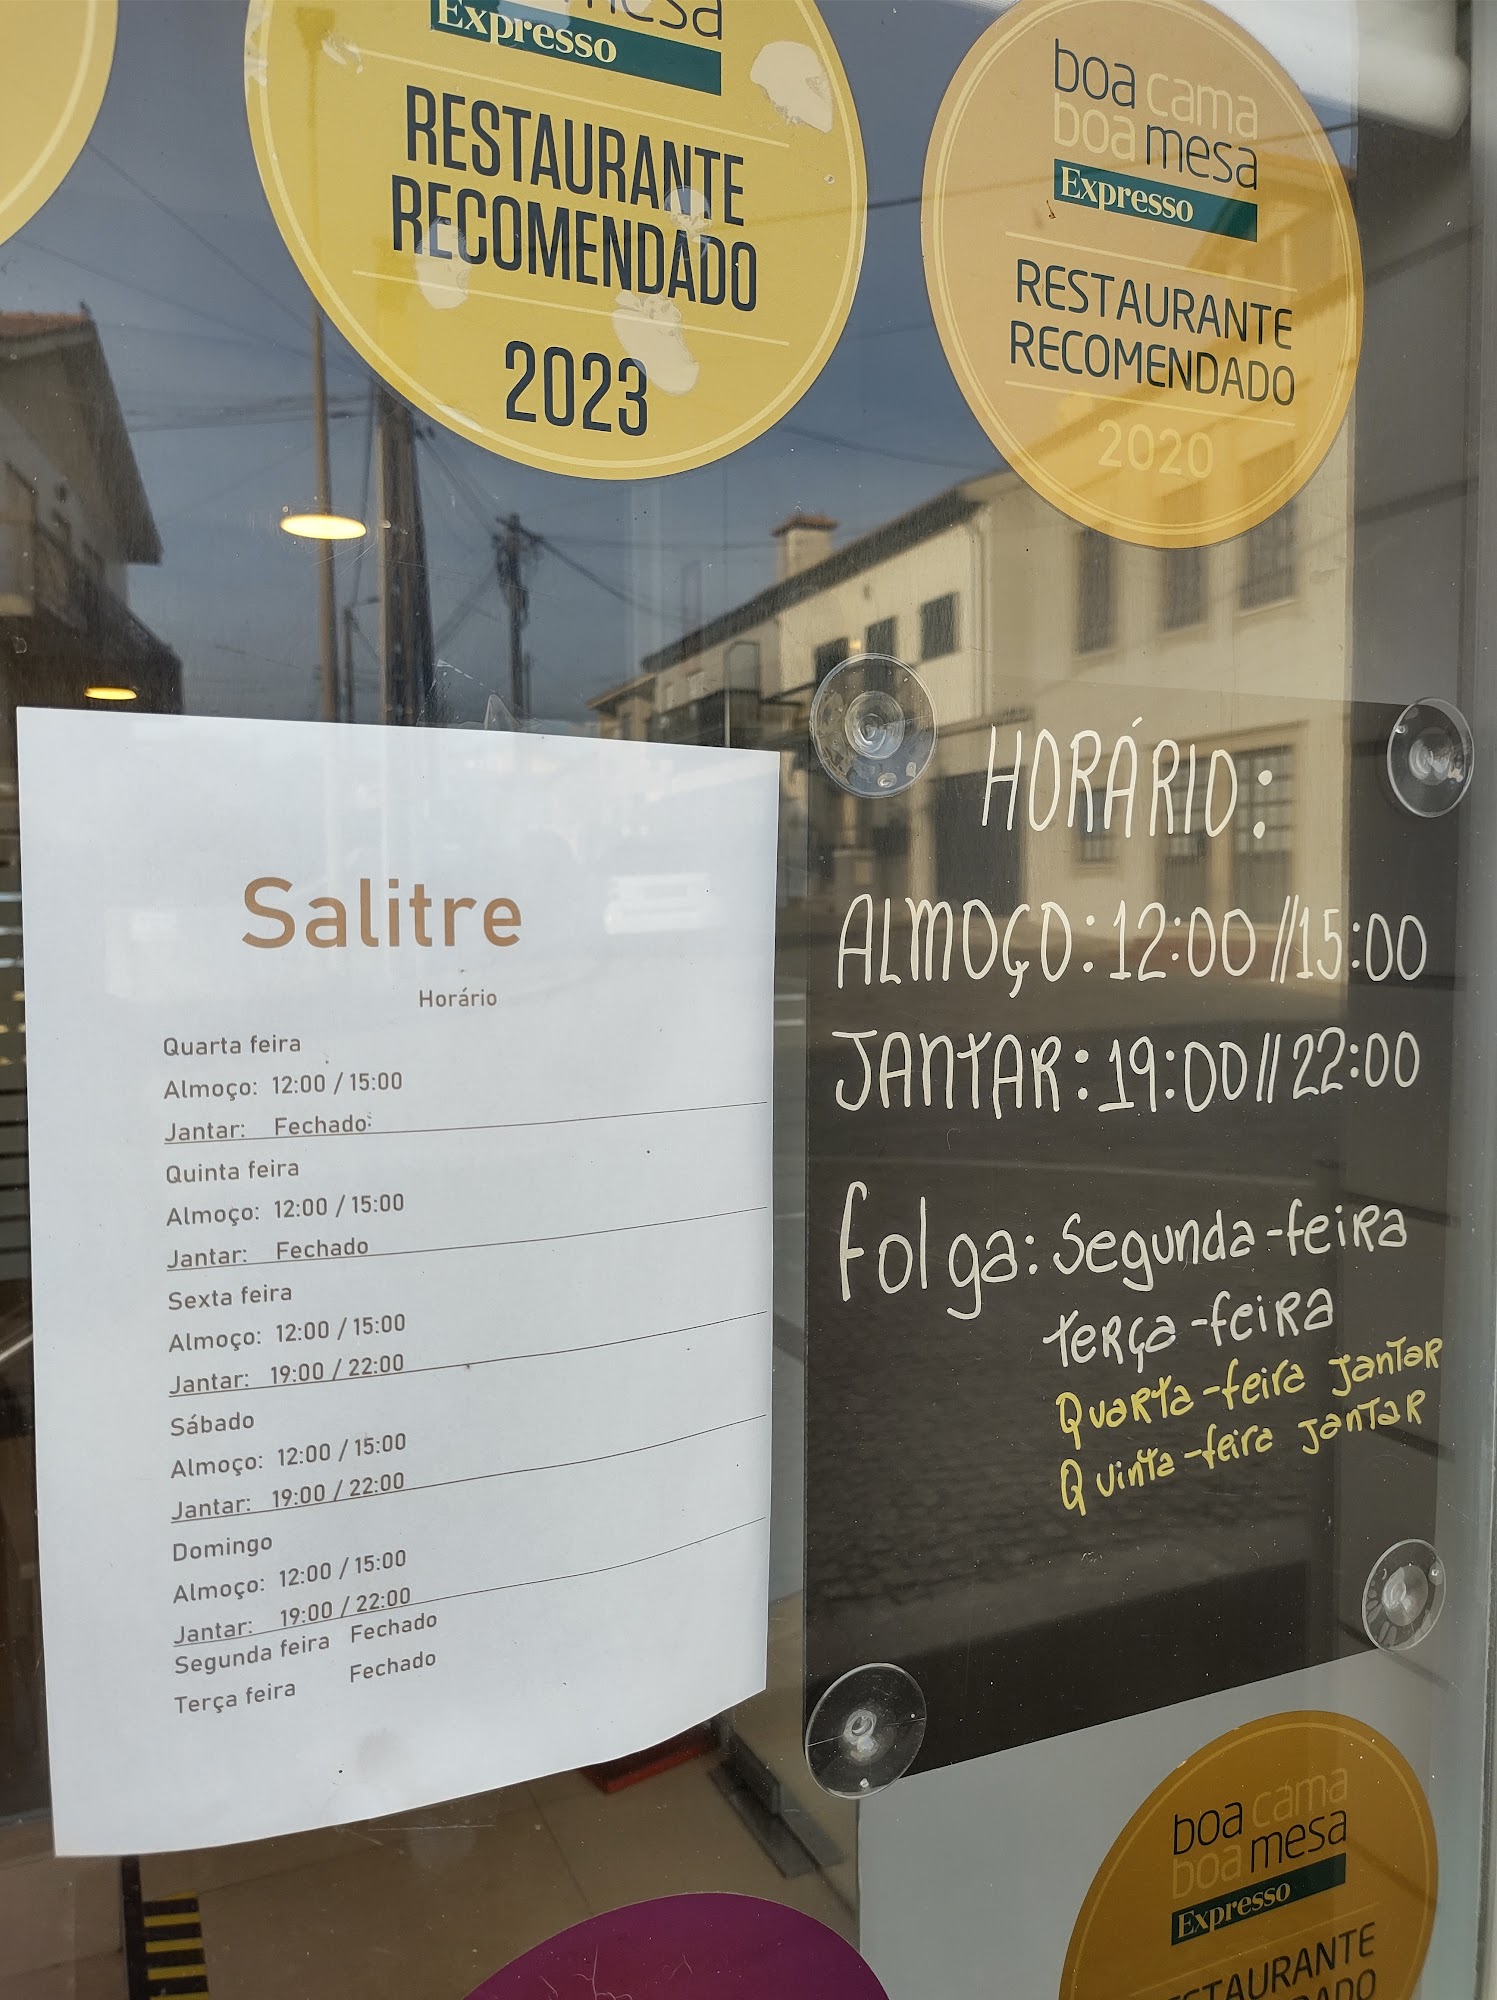 mesa
Expresso
RESTAURANTE
RECOMENDADO
2023
boa cama
boa mesa
Expresso
RESTAURANTE
RECOMENDADO
2020
Salitre
Horário
Quarta feira
Almoço: 12:00 / 15:00
Jantar: Fechado
Quinta feira
Almoço: 12:00 / 15:00
Jantar: Fechado
Sexta feira
Almoço: 12:00 / 15:00
Jantar: 19:00 / 22:00
Sábado
Almoço: 12:00 / 15:00
Jantar: 19:00 / 22:00
Domingo
Almoço: 12:00 / 15:00
Jantar: 19:00 / 22:00
Segunda feira Fechado
Terça feira Fechado
HORÁRIO:
ALMOÇO: 12:00 // 15:00
JANTAR: 19:00 // 22:00
folga: Segunda-feira
Terça-feira
Quarta-feira Jantar
Quinta-feira Jantar
boa cama
boa mesa
Expresso
RESTAURANTE